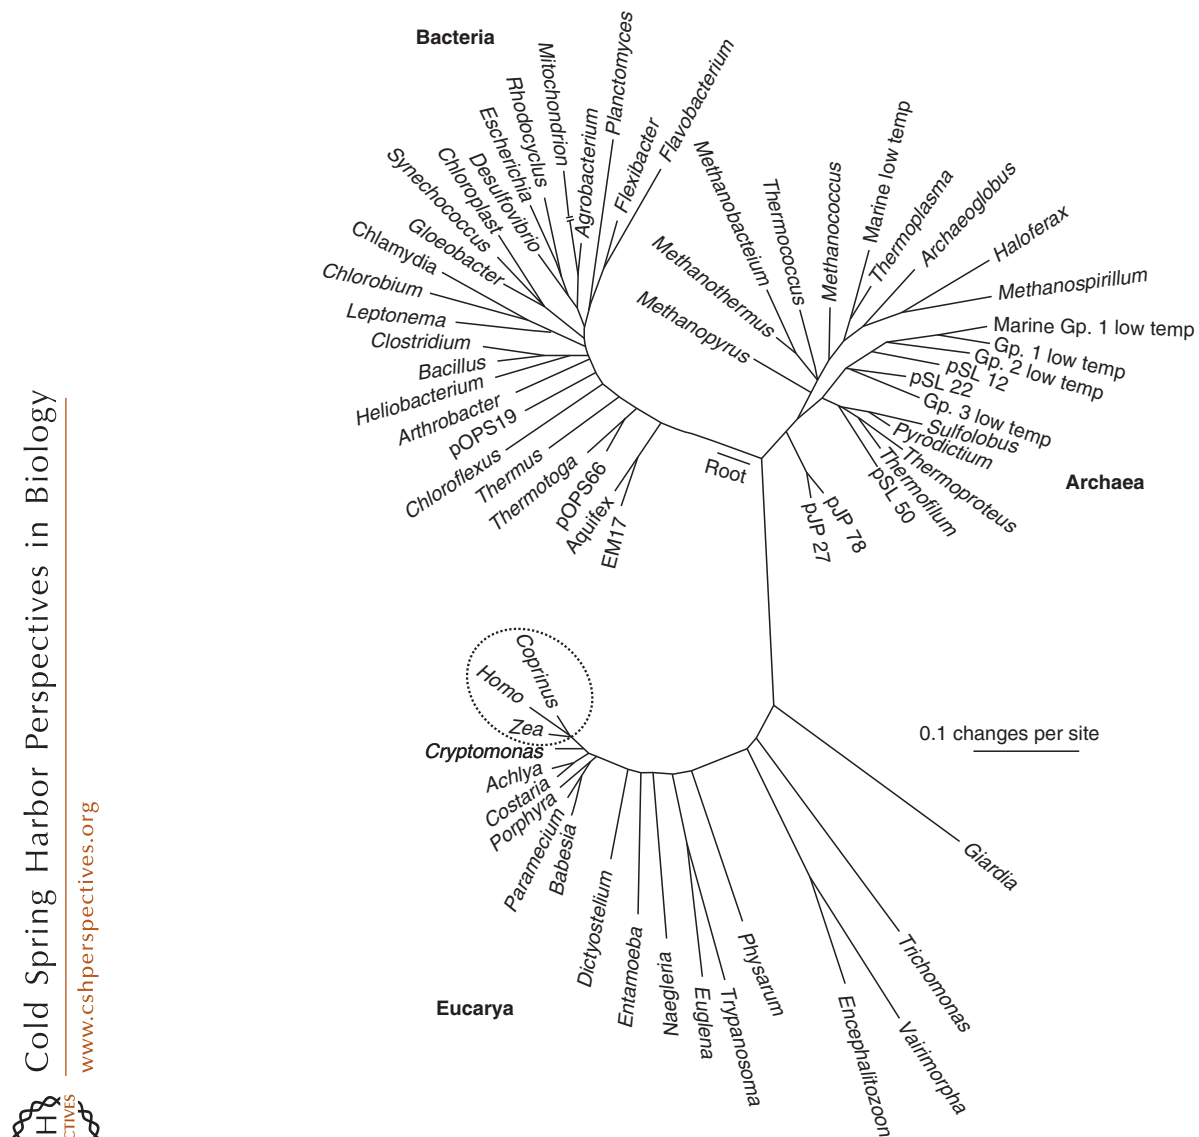 Cold Spring Harbor Perspectives in Biology
www.cshperspectives.org
H
CTIVES
Bacteria
Planctomyces
Mitochondrion
Flavobacterium
Rhodocyclus
Escherichia
Agrobacterium
Flexibacter
Desulfovibrio
Chloroplast
Synechococcus
Gloeobacter
Chlamydia
Chlorobium
Leptonema
Clostridium
Bacillus
Heliobacterium
Arthrobacter
pOPS19
Chloroflexus
Thermus
Thermotoga
pOPS66
Aquifex
EM17
Root
Methanopyrus
Methanothermus
Methanobacteium
Thermococcus
Methanococcus
Marine low temp
Thermoplasma
Archaeoglobus
Haloferax
Methanospirillum
Marine Gp. 1 low temp
Gp. 1 low temp
Gp. 2 low temp
pSL 12
pSL 22
Gp. 3 low temp
Sulfolobus
Pyrodictium
Thermoproteus
Thermofilum
pSL 50
pJP 78
pJP 27
Archaea
Coprinus
Homo
Zea
Cryptomonas
Achlya
Costaria
Porphyra
Paramecium
Babesia
Dictyostelium
Entamoeba
Naegleria
Euglena
Trypanosoma
Physarum
Encephalitozoon
Vairimorpha
Trichomonas
Giardia
0.1 changes per site
Eucarya